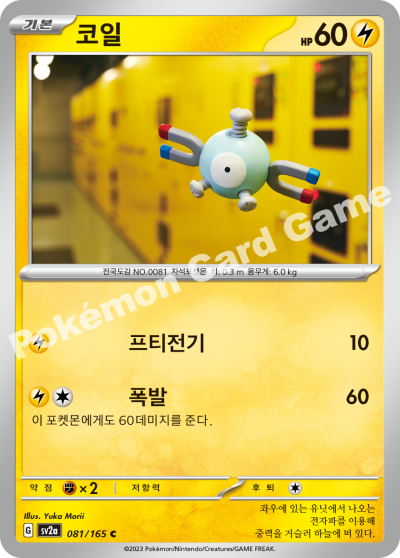 기본 코일 HP 60
전국도감 NO.0081 자석포켓몬 키: 0.3 m 몸무게: 6.0 kg
Pokémon Card Game
프티전기 10
폭발 60
이 포켓몬에게도 60데미지를 준다.
약점 ×2 저항력 후퇴
Illus. Yuka Morii
좌우에 있는 유닛에서 나오는
전자파를 이용해
중력을 거슬러 하늘에 떠 있다.
G sv2a 081/165 C
©2023 Pokémon/Nintendo/Creatures/GAME FREAK.